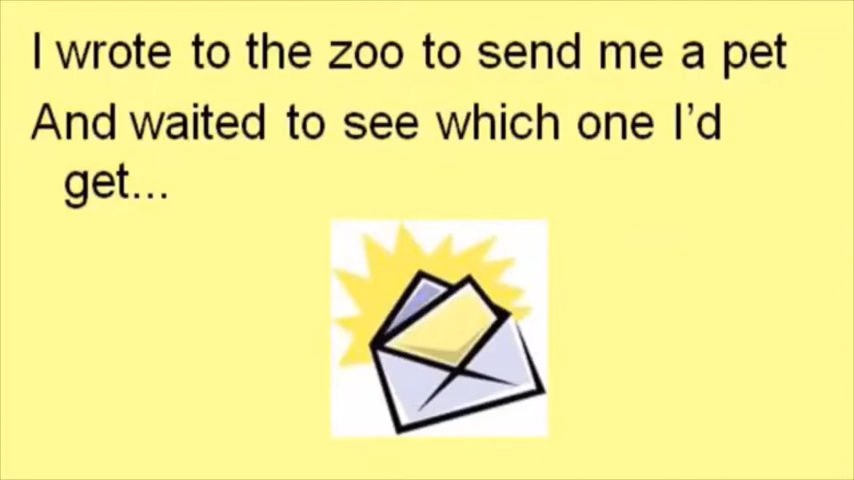 I wrote to the zoo to send me a pet
And waited to see which one I'd
get...